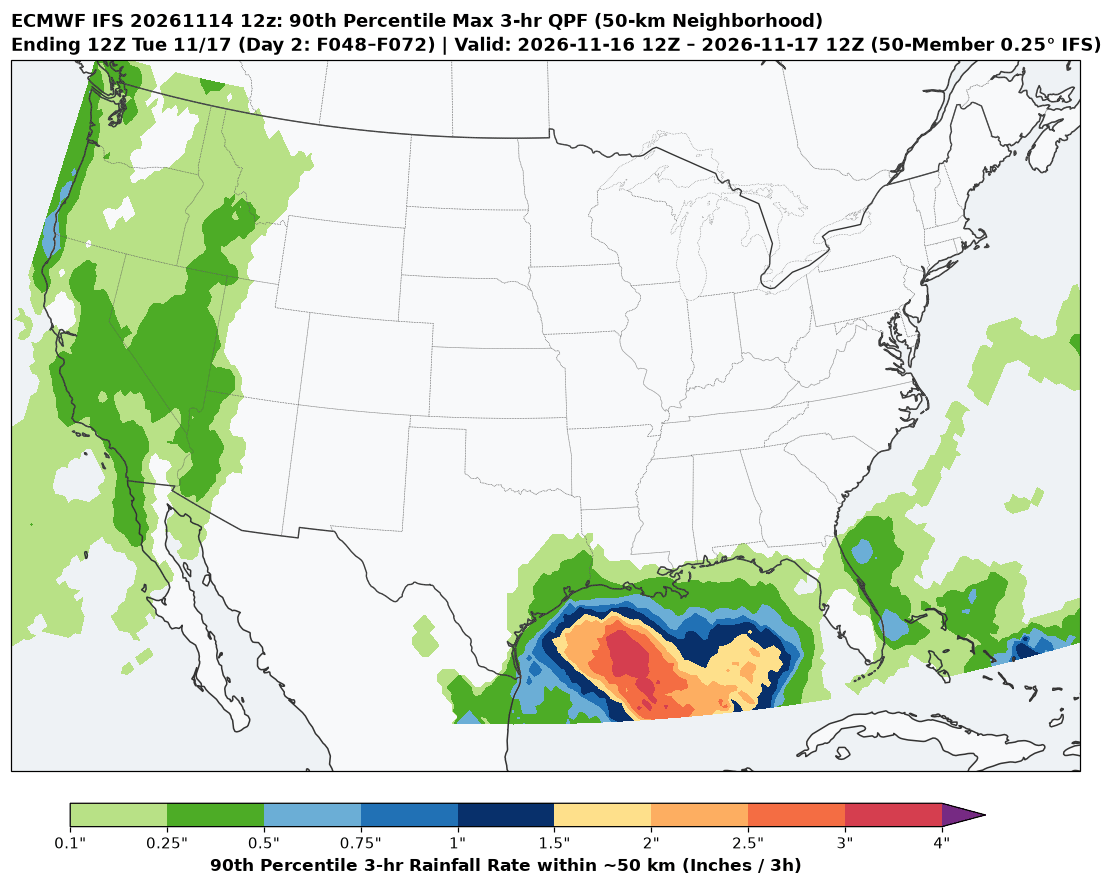 ECMWF IFS 20261114 12z: 90th Percentile Max 3-hr QPF (50-km Neighborhood)
Ending 12Z Tue 11/17 (Day 2: F048–F072) | Valid: 2026-11-16 12Z – 2026-11-17 12Z (50-Member 0.25° IFS)
0.1" 0.25" 0.5" 0.75" 1" 1.5" 2" 2.5" 3" 4"
90th Percentile 3-hr Rainfall Rate within ~50 km (Inches / 3h)